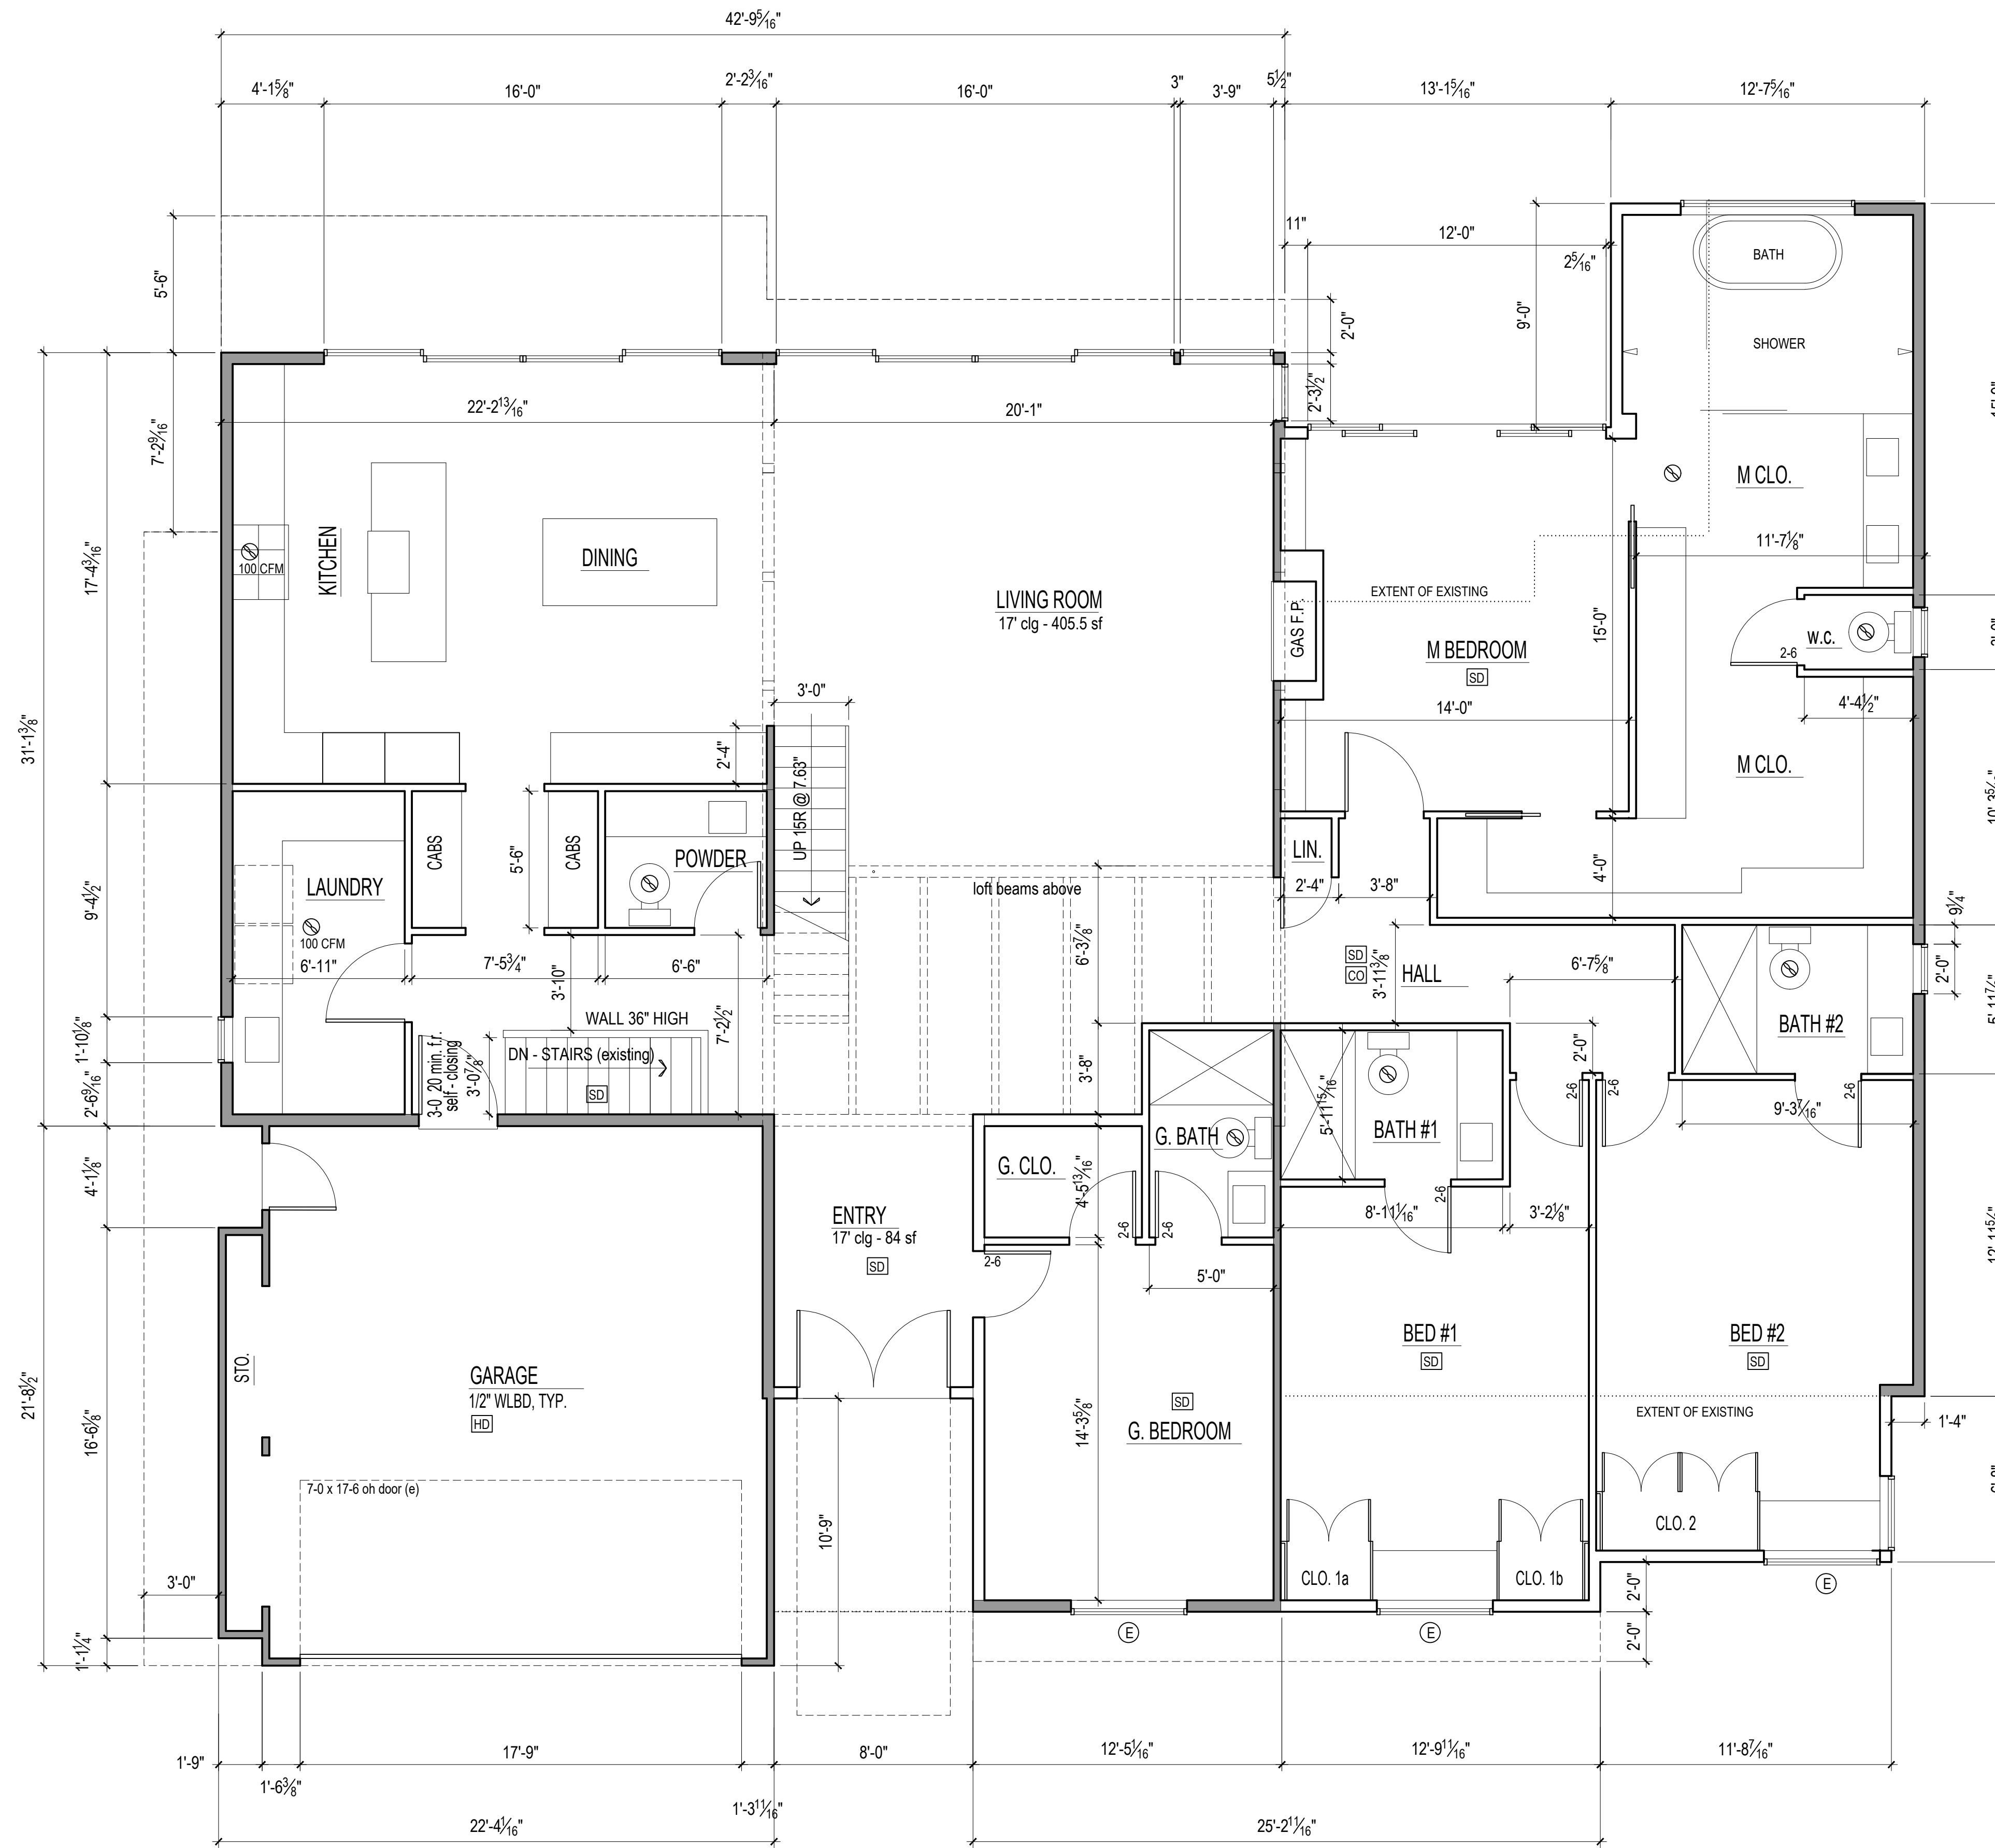 42'-9 5/16"
4'-1 5/8"
16'-0"
2'-2 3/16"
16'-0"
3"
3'-9"
5 1/2"
13'-1 5/16"
12'-7 5/16"
11"
12'-0"
2 5/16"
9'-0"
5'-6"
2'-0"
2'-3 1/2"
BATH
SHOWER
22'-2 13/16"
20'-1"
7'-2 9/16"
17'-4 3/16"
31'-1 3/8"
KITCHEN
100 CFM
DINING
LIVING ROOM
17' clg - 405.5 sf
GAS F.P.
EXTENT OF EXISTING
M BEDROOM
SD
14'-0"
15'-0"
M CLO.
11'-7 1/8"
W.C.
2-6
4'-4 1/2"
M CLO.
3'-0"
2'-4"
UP 15R @ 7.63"
CABS
5'-6"
CABS
POWDER
LAUNDRY
100 CFM
9'-4 1/2"
6'-11"
7'-5 3/4"
6'-6"
3'-10"
7'-2 1/2"
WALL 36" HIGH
DN - STAIRS (existing)
SD
3-0 20 min. f.r.
self - closing
3'-0 7/8"
1'-10 1/8"
2'-6 9/16"
loft beams above
6'-3 7/8"
3'-8"
LIN.
2'-4"
3'-8"
4'-0"
SD
CO
3'-11 3/8"
HALL
6'-7 5/8"
2'-0"
9 1/4"
2'-0"
BATH #2
9'-3 7/16"
2-6
2-6
2-6
BATH #1
5'-11 15/16"
2-6
8'-11 1/16"
3'-2 1/8"
G. BATH
G. CLO.
4'-5 13/16"
2-6
2-6
2-6
5'-0"
ENTRY
17' clg - 84 sf
SD
4'-1 1/8"
21'-8 1/2"
16'-6 1/8"
1'-1 1/4"
STO.
GARAGE
1/2" WLBD, TYP.
HD
7-0 x 17-6 oh door (e)
3'-0"
10'-9"
14'-3 5/8"
SD
G. BEDROOM
BED #1
SD
BED #2
SD
EXTENT OF EXISTING
1'-4"
CLO. 1a
CLO. 1b
CLO. 2
E
E
E
2'-0"
2'-0"
1'-9"
1'-6 3/8"
17'-9"
1'-3 11/16"
8'-0"
12'-5 1/16"
12'-9 11/16"
11'-8 7/16"
22'-4 1/16"
25'-2 11/16"